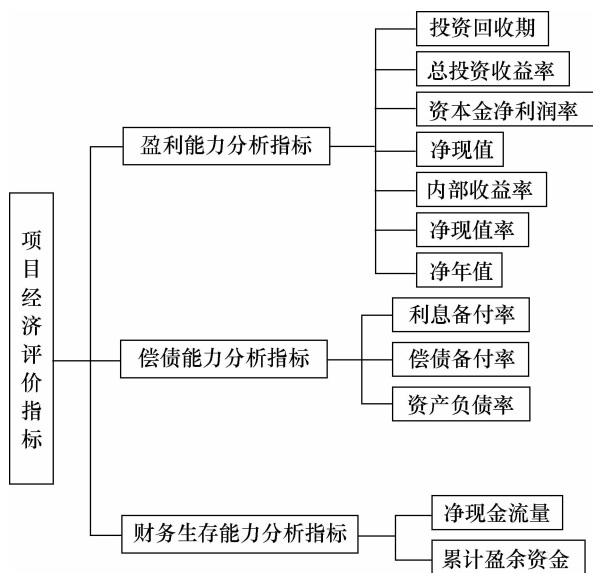 项目经济评价指标
盈利能力分析指标
投资回收期
总投资收益率
资本金净利润率
净现值
内部收益率
净现值率
净年值
偿债能力分析指标
利息备付率
偿债备付率
资产负债率
财务生存能力分析指标
净现金流量
累计盈余资金